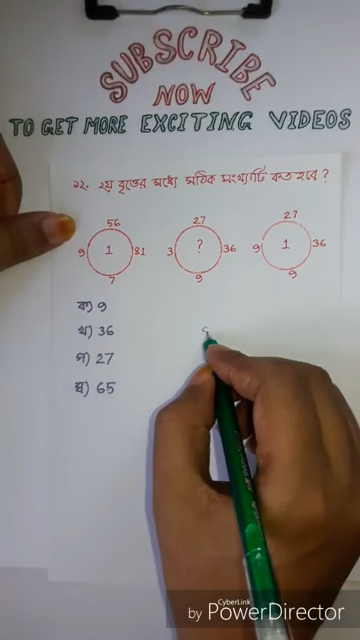 SUBSCRIBE
NOW
TO GET MORE EXCITING VIDEOS
১২. ২য় বৃত্তের মধ্যে সঠিক সংখ্যাটি কত হবে ?
56 27 27
9 1 81 3 ? 36 9 1 36
7 9 9
ক) 9
খ) 36
গ) 27
ঘ) 65
CyberLink
by PowerDirector